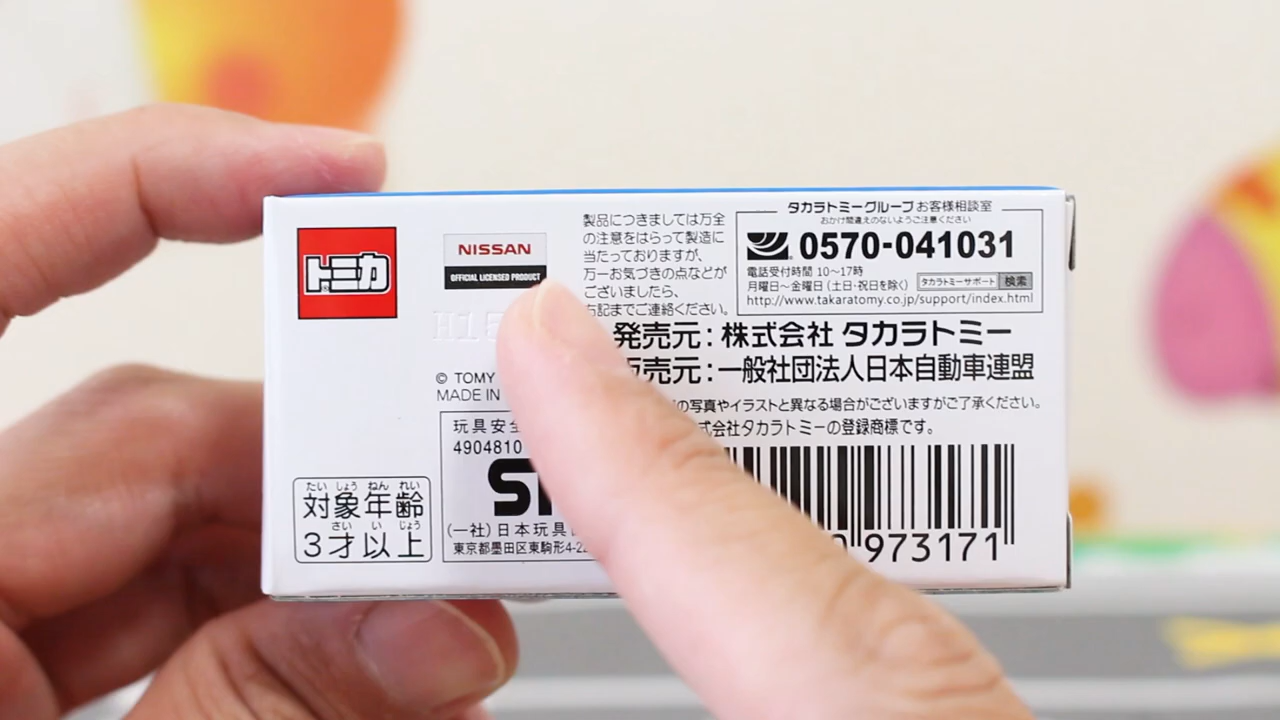 トミカ
NISSAN
OFFICIAL LICENSED PRODUCT
製品につきましては万全
の注意をはらって製造に
当たっておりますが、
万一お気づきの点などが
ございましたら、
右記までご連絡ください。
タカラトミーグループお客様相談室
おかけ間違えのないようご注意ください
0570-041031
電話受付時間 10〜17時
月曜日〜金曜日 (土日・祝日を除く) タカラトミーサポート 検索
http://www.takaratomy.co.jp/support/index.html
発売元:株式会社 タカラトミー
販売元:一般社団法人日本自動車連盟
の写真やイラストと異なる場合がございますがご了承ください。
式会社タカラトミーの登録商標です。
© TOMY
MADE IN
玩具安全
4904810
(一社)日本玩具
東京都墨田区東駒形4-22
たいしょうねんれい
対象年齢
さいいじょう
3才以上
973171